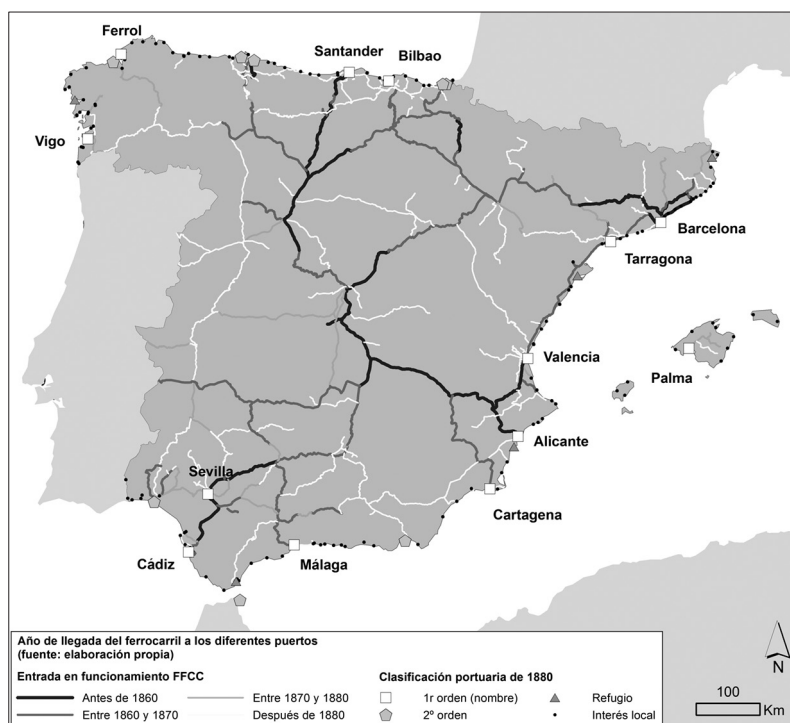 Ferrol
Santander
Bilbao
Vigo
Barcelona
Tarragona
Valencia
Palma
Alicante
Sevilla
Cartagena
Cádiz
Málaga
Año de llegada del ferrocarril a los diferentes puertos
(fuente: elaboración propia)
Entrada en funcionamiento FFCC
Antes de 1860
Entre 1860 y 1870
Entre 1870 y 1880
Después de 1880
Clasificación portuaria de 1880
1r orden (nombre)
2º orden
Refugio
Interés local
N
100
Km